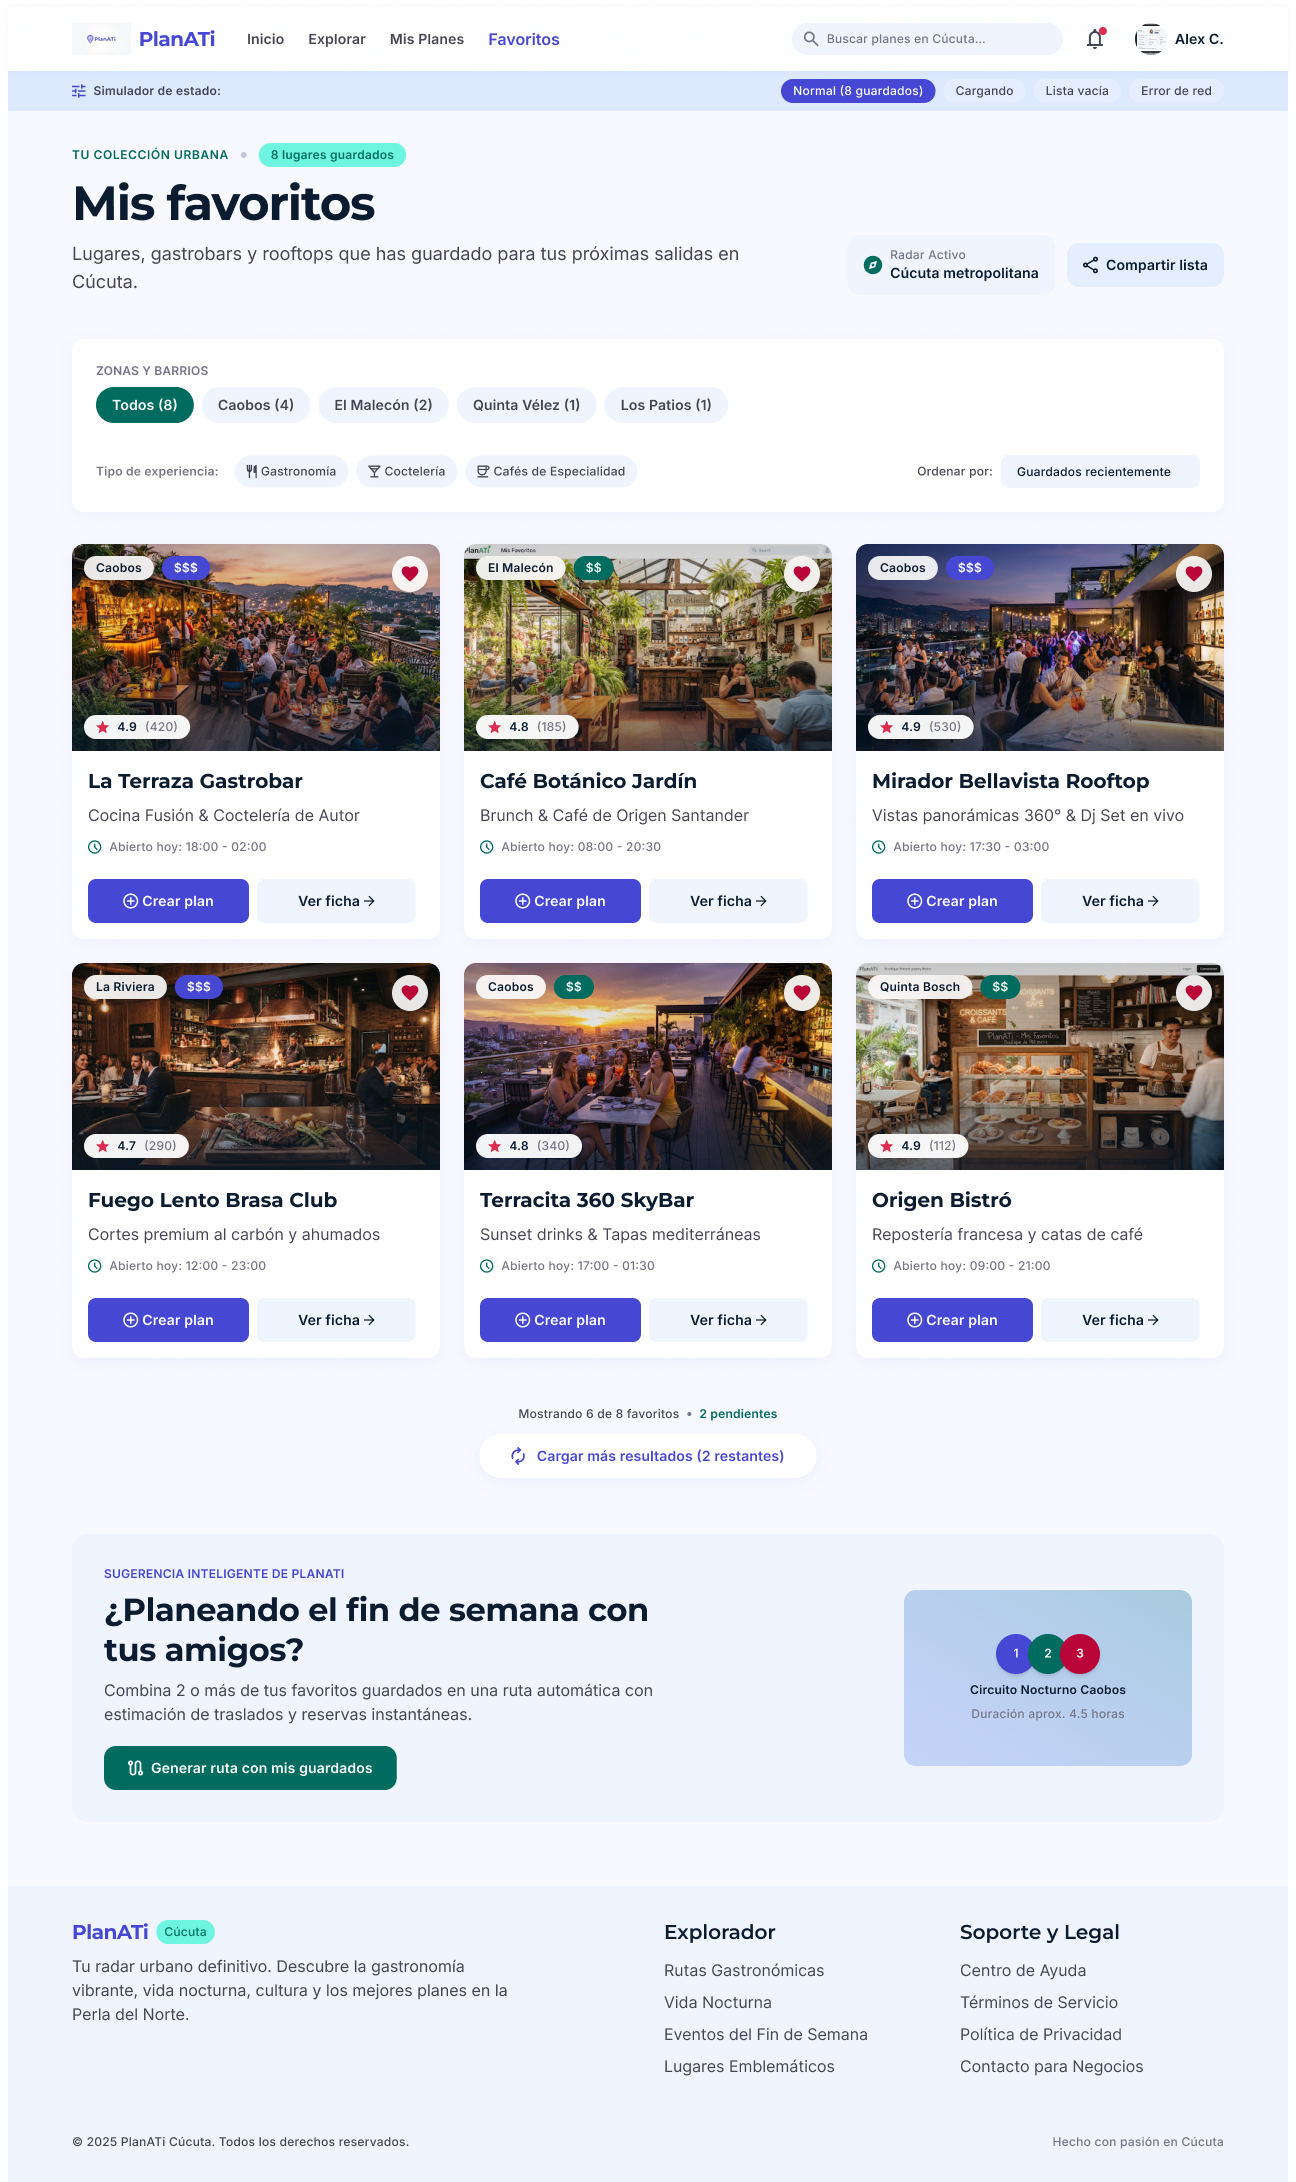 PlanATi
PlanATi
Inicio
Explorar
Mis Planes
Favoritos
Buscar planes en Cúcuta...
Alex C.
Simulador de estado:
Normal (8 guardados)
Cargando
Lista vacía
Error de red
TU COLECCIÓN URBANA
8 lugares guardados
Mis favoritos
Lugares, gastrobars y rooftops que has guardado para tus próximas salidas en
Cúcuta.
Radar Activo
Cúcuta metropolitana
Compartir lista
ZONAS Y BARRIOS
Todos (8)
Caobos (4)
El Malecón (2)
Quinta Vélez (1)
Los Patios (1)
Tipo de experiencia:
Gastronomía
Coctelería
Cafés de Especialidad
Ordenar por:
Guardados recientemente
Caobos
$$$
4.9 (420)
La Terraza Gastrobar
Cocina Fusión & Coctelería de Autor
Abierto hoy: 18:00 - 02:00
Crear plan
Ver ficha
PlanATi
Mis Favoritos
El Malecón
$$
4.8 (185)
Café Botánico Jardín
Brunch & Café de Origen Santander
Abierto hoy: 08:00 - 20:30
Crear plan
Ver ficha
Caobos
$$$
4.9 (530)
Mirador Bellavista Rooftop
Vistas panorámicas 360° & Dj Set en vivo
Abierto hoy: 17:30 - 03:00
Crear plan
Ver ficha
La Riviera
$$$
4.7 (290)
Fuego Lento Brasa Club
Cortes premium al carbón y ahumados
Abierto hoy: 12:00 - 23:00
Crear plan
Ver ficha
Caobos
$$
4.8 (340)
Terracita 360 SkyBar
Sunset drinks & Tapas mediterráneas
Abierto hoy: 17:00 - 01:30
Crear plan
Ver ficha
PlanATi
Quinta Bosch
$$
CROISSANTS
& CAFÉ
PlanATi - Mis Favoritos
4.9 (112)
Origen Bistró
Repostería francesa y catas de café
Abierto hoy: 09:00 - 21:00
Crear plan
Ver ficha
Mostrando 6 de 8 favoritos • 2 pendientes
Cargar más resultados (2 restantes)
SUGERENCIA INTELIGENTE DE PLANATI
¿Planeando el fin de semana con
tus amigos?
Combina 2 o más de tus favoritos guardados en una ruta automática con
estimación de traslados y reservas instantáneas.
Generar ruta con mis guardados
1
2
3
Circuito Nocturno Caobos
Duración aprox. 4.5 horas
PlanATi
Cúcuta
Tu radar urbano definitivo. Descubre la gastronomía
vibrante, vida nocturna, cultura y los mejores planes en la
Perla del Norte.
Explorador
Rutas Gastronómicas
Vida Nocturna
Eventos del Fin de Semana
Lugares Emblemáticos
Soporte y Legal
Centro de Ayuda
Términos de Servicio
Política de Privacidad
Contacto para Negocios
© 2025 PlanATi Cúcuta. Todos los derechos reservados.
Hecho con pasión en Cúcuta